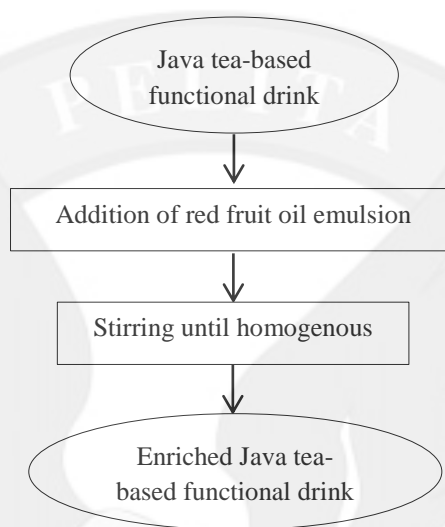 PELITA
Java tea-based
functional drink
Addition of red fruit oil emulsion
Stirring until homogenous
Enriched Java tea-
based functional drink